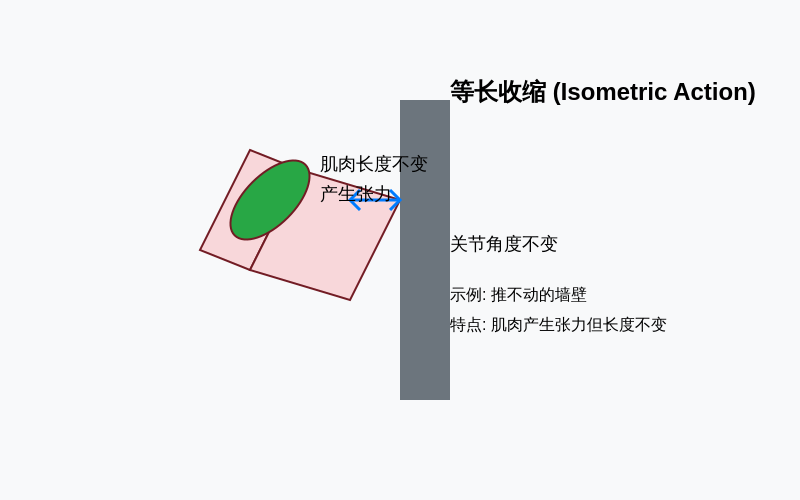 等长收缩 (Isometric Action)
肌肉长度不变
产生张力
关节角度不变
示例: 推不动的墙壁
特点: 肌肉产生张力但长度不变